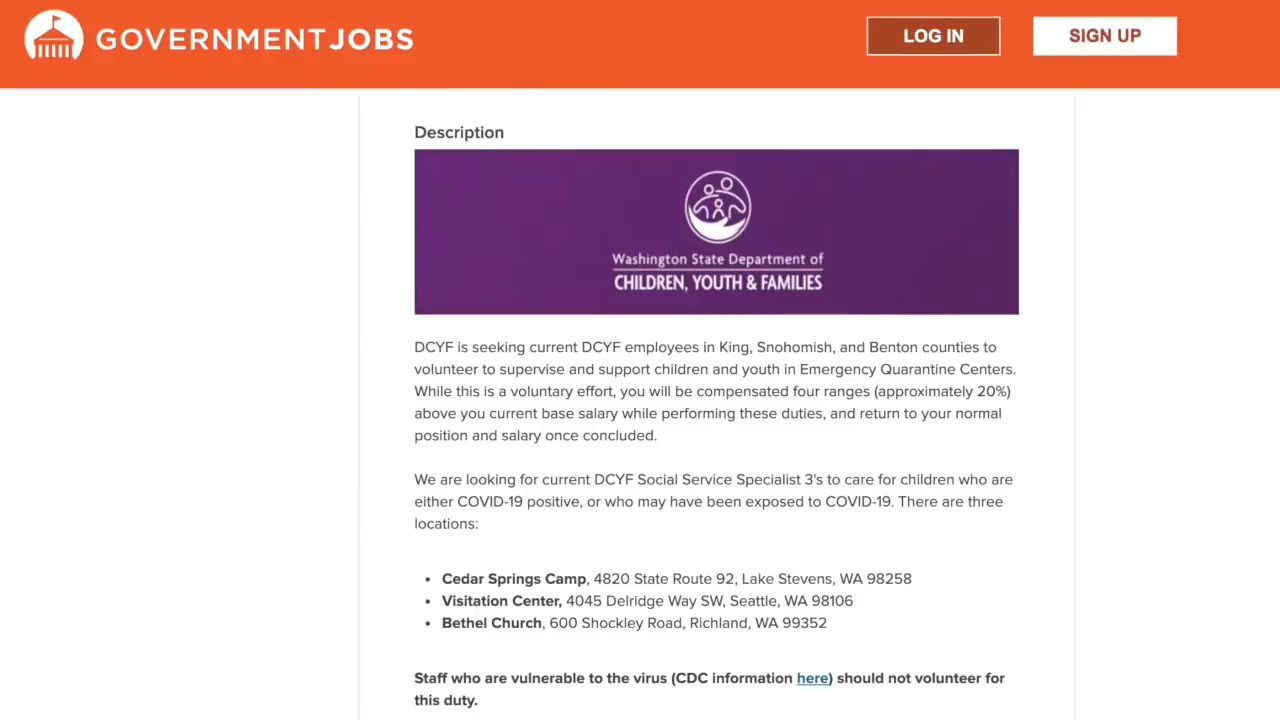 GOVERNMENTJOBS
LOG IN
SIGN UP
Description
Washington State Department of
CHILDREN, YOUTH & FAMILIES
DCYF is seeking current DCYF employees in King, Snohomish, and Benton counties to
volunteer to supervise and support children and youth in Emergency Quarantine Centers.
While this is a voluntary effort, you will be compensated four ranges (approximately 20%)
above you current base salary while performing these duties, and return to your normal
position and salary once concluded.
We are looking for current DCYF Social Service Specialist 3's to care for children who are
either COVID-19 positive, or who may have been exposed to COVID-19. There are three
locations:
• Cedar Springs Camp, 4820 State Route 92, Lake Stevens, WA 98258
• Visitation Center, 4045 Delridge Way SW, Seattle, WA 98106
• Bethel Church, 600 Shockley Road, Richland, WA 99352
Staff who are vulnerable to the virus (CDC information here) should not volunteer for
this duty.